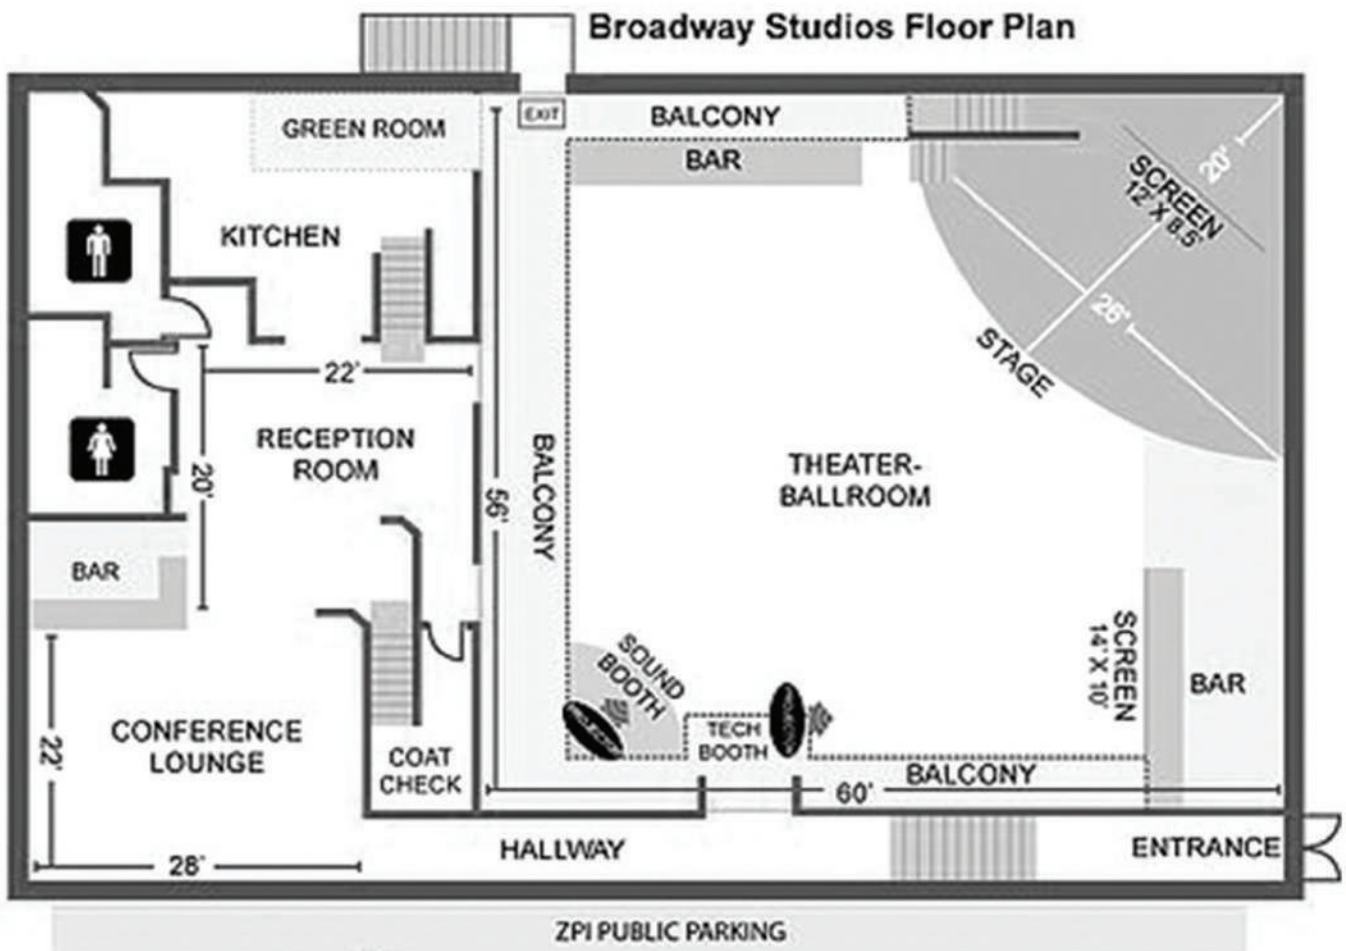 Broadway Studios Floor Plan
EXIT
BALCONY
GREEN ROOM
BAR
20'
SCREEN
12' X 8.5'
KITCHEN
26'
STAGE
22'
RECEPTION
ROOM
20'
56'
BALCONY
THEATER-
BALLROOM
BAR
SOUND
BOOTH
SCREEN
14' X 10'
BAR
CONFERENCE
LOUNGE
22'
COAT
CHECK
TECH
BOOTH
BALCONY
60'
28'
HALLWAY
ENTRANCE
ZPI PUBLIC PARKING